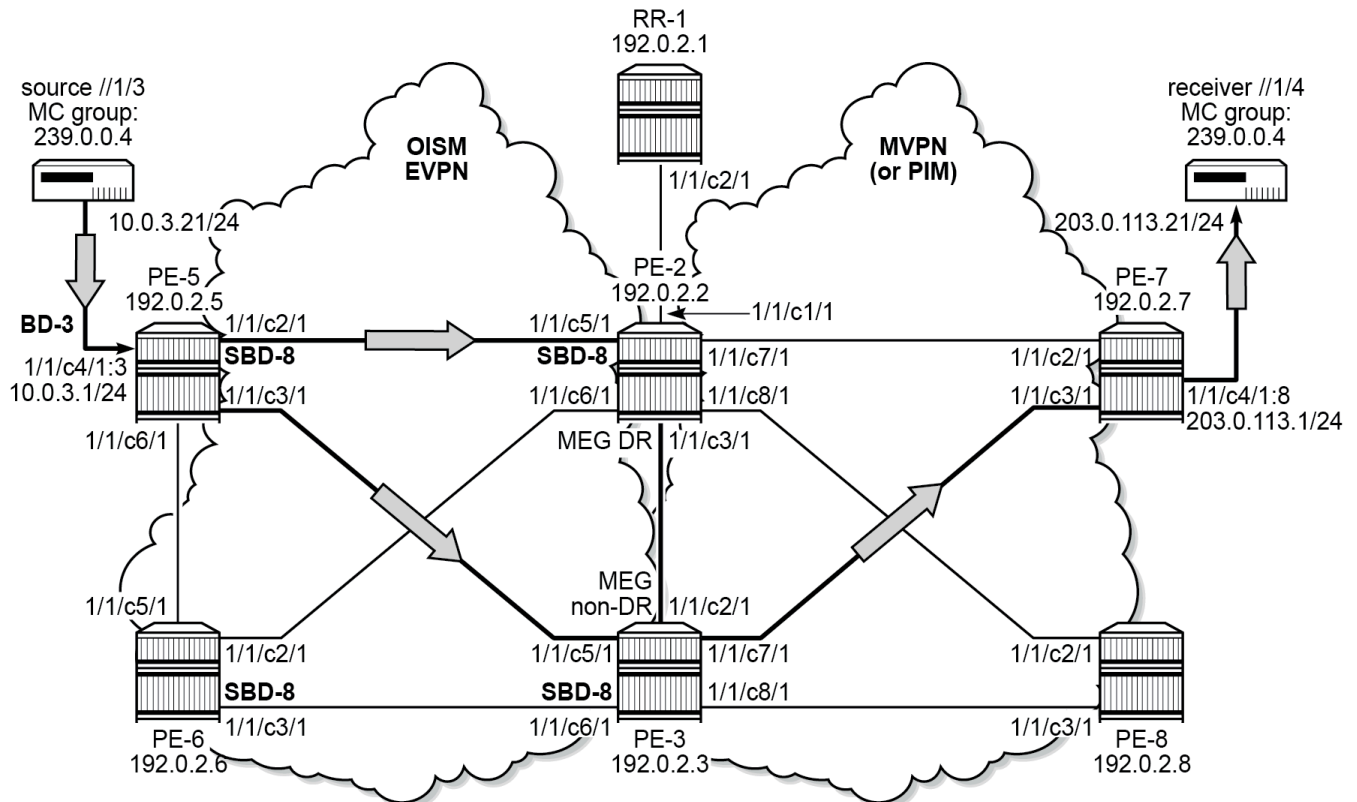 RR-1
192.0.2.1
source //1/3
MC group:
239.0.0.4
receiver //1/4
MC group:
239.0.0.4
OISM
EVPN
MVPN
(or PIM)
1/1/c2/1
10.0.3.21/24
203.0.113.21/24
PE-5
192.0.2.5
PE-2
192.0.2.2
PE-7
192.0.2.7
BD-3
1/1/c1/1
1/1/c2/1
1/1/c5/1
1/1/c4/1:3
10.0.3.1/24
SBD-8
SBD-8
1/1/c7/1
1/1/c2/1
1/1/c3/1
1/1/c6/1
1/1/c8/1
1/1/c3/1
1/1/c4/1:8
203.0.113.1/24
1/1/c6/1
MEG DR
1/1/c3/1
MEG
non-DR
1/1/c2/1
1/1/c5/1
1/1/c2/1
1/1/c5/1
1/1/c7/1
1/1/c2/1
SBD-8
SBD-8
1/1/c8/1
1/1/c3/1
1/1/c6/1
1/1/c3/1
PE-6
192.0.2.6
PE-3
192.0.2.3
PE-8
192.0.2.8